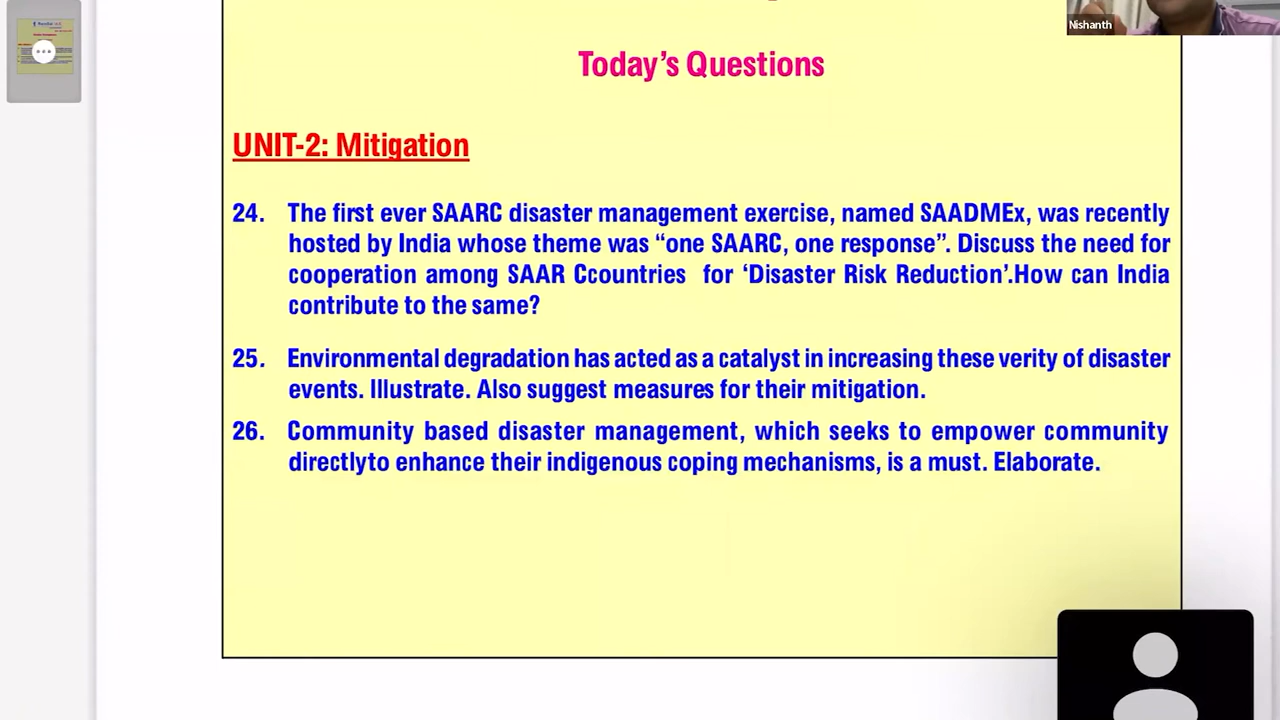 Nishanth
Today's Questions
UNIT-2: Mitigation
24. The first ever SAARC disaster management exercise, named SAADMEx, was recently
hosted by India whose theme was “one SAARC, one response”. Discuss the need for
cooperation among SAAR Ccountries for ‘Disaster Risk Reduction’.How can India
contribute to the same?
25. Environmental degradation has acted as a catalyst in increasing these verity of disaster
events. Illustrate. Also suggest measures for their mitigation.
26. Community based disaster management, which seeks to empower community
directlyto enhance their indigenous coping mechanisms, is a must. Elaborate.